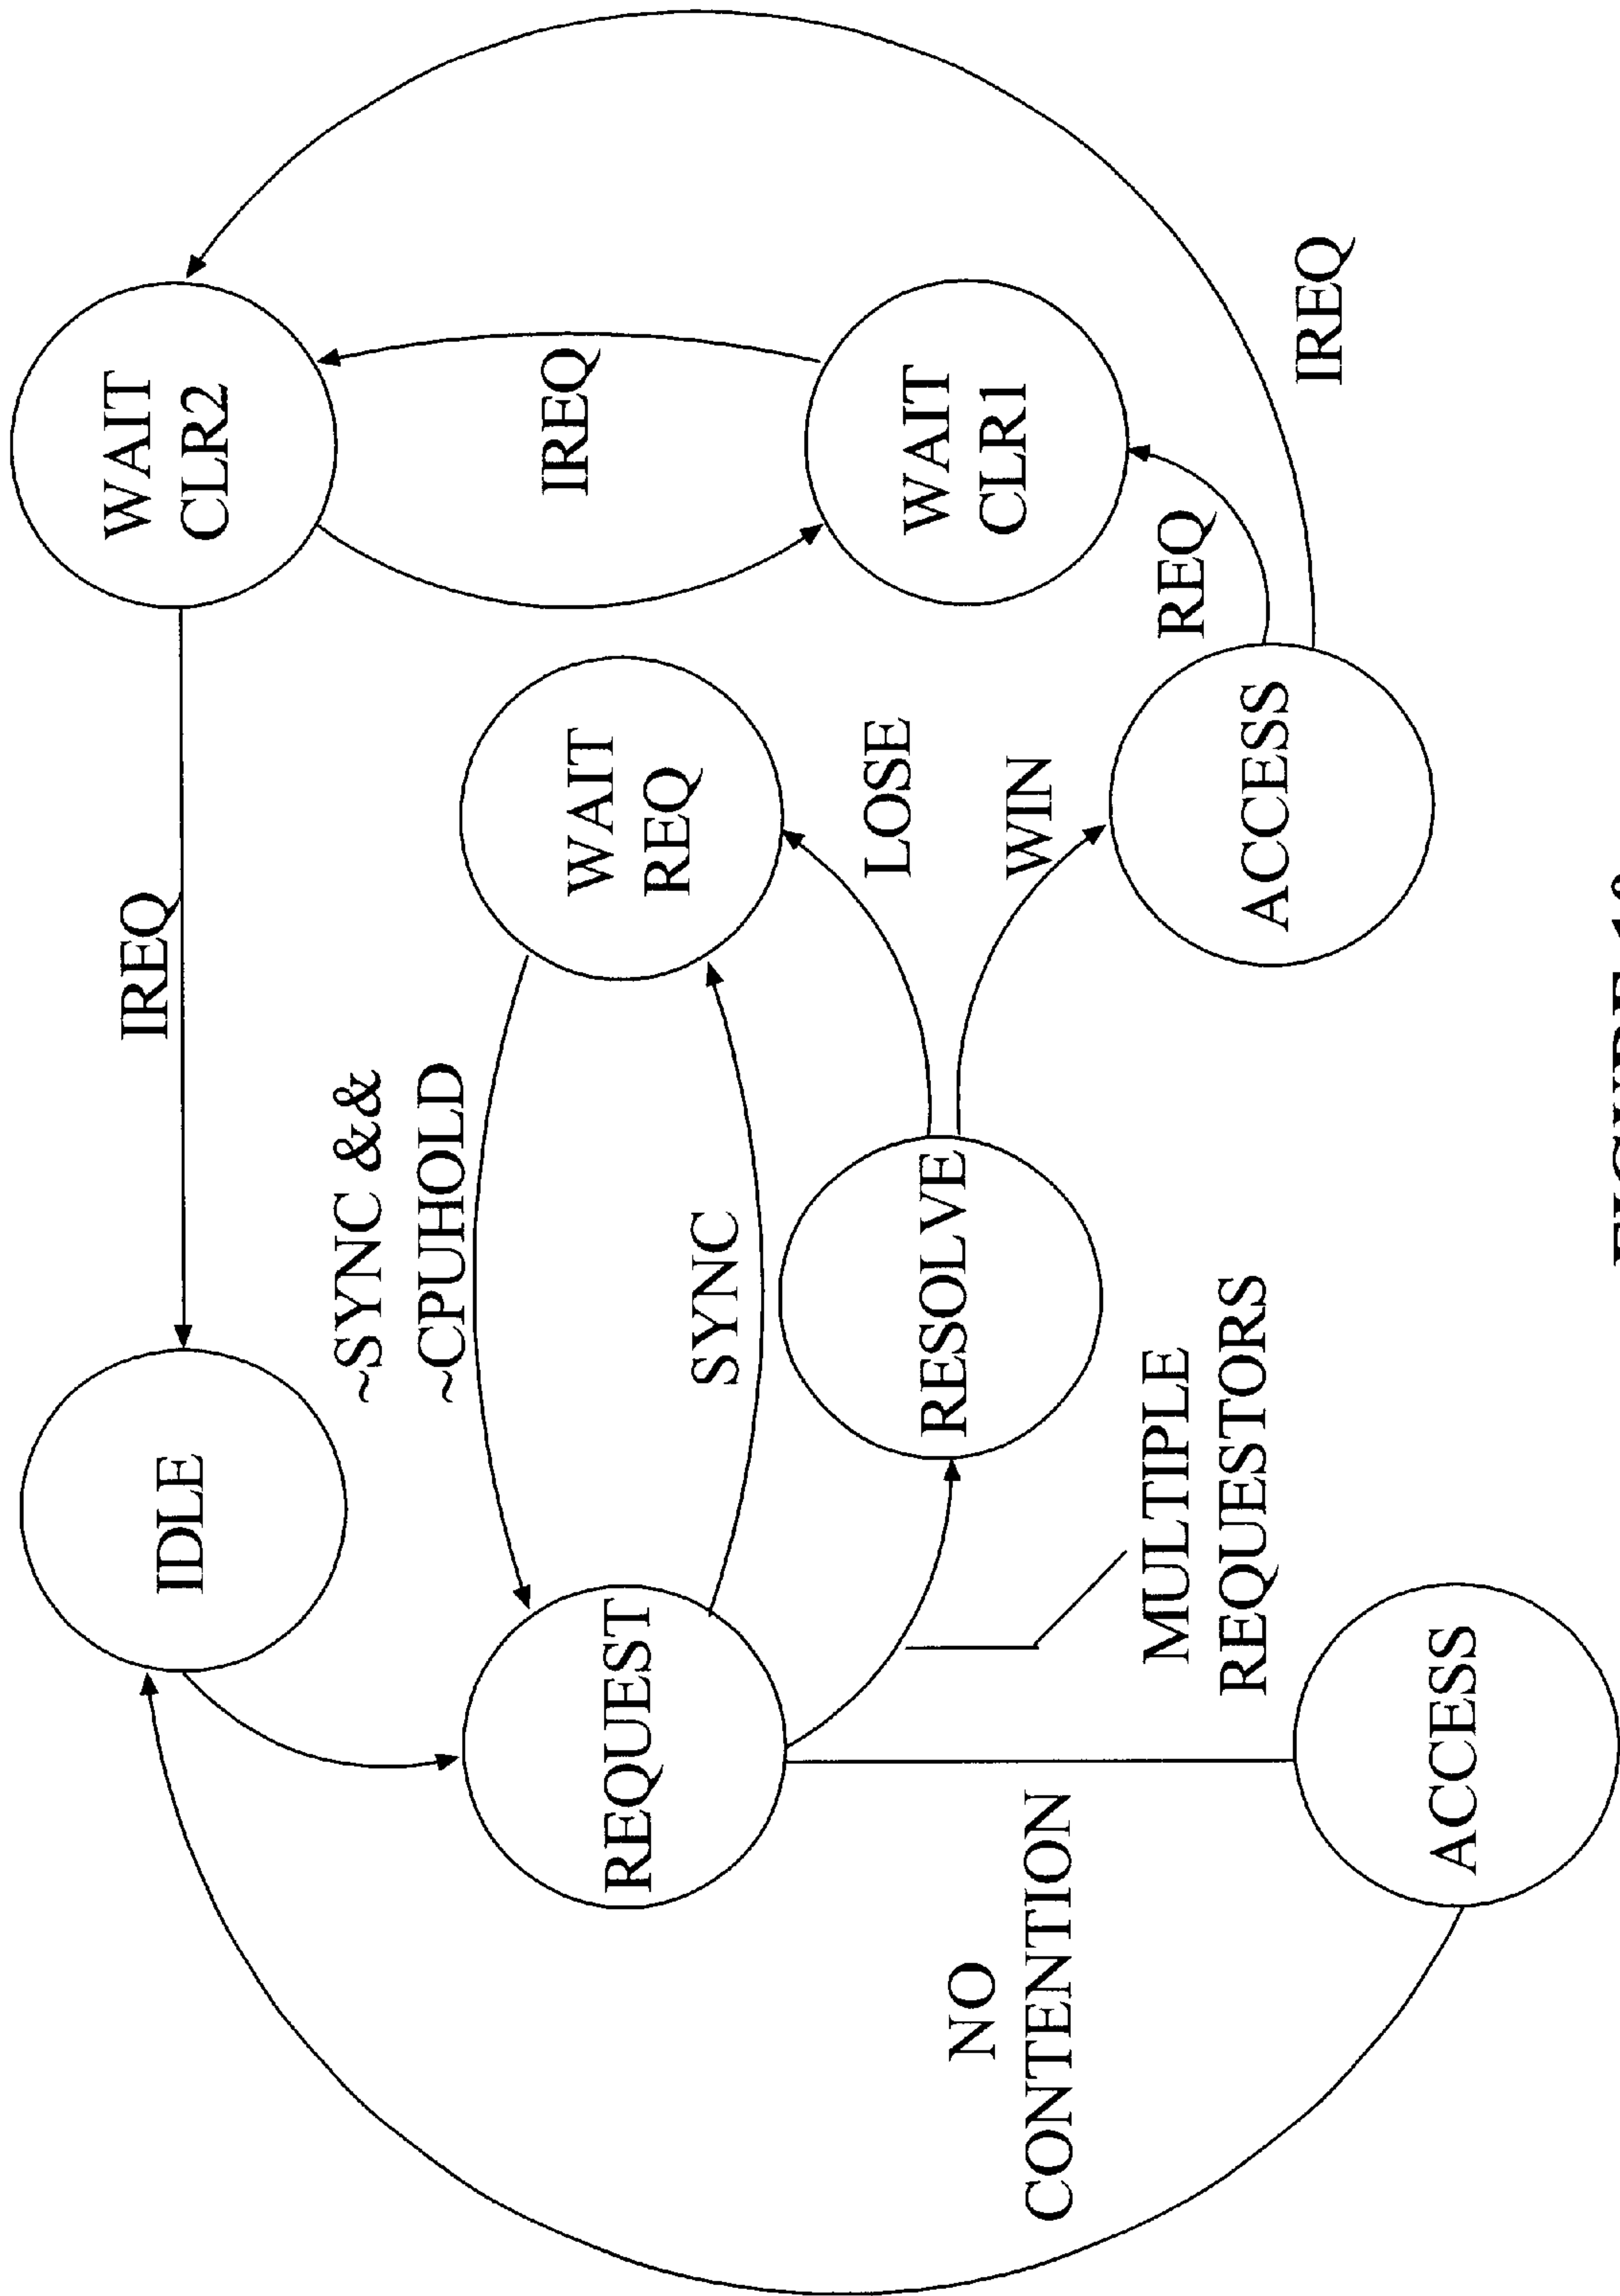 IREQ
IDLE
WAIT
CLR2
~SYNC &&
~CPUHOLD
IREQ
REQUEST
WAIT
REQ
SYNC
LOSE
WAIT
CLR1
RESOLVE
NO
CONTENTION
WIN
MULTIPLE
REQUESTORS
REQ
ACCESS
IREQ
ACCESS
FIGURE